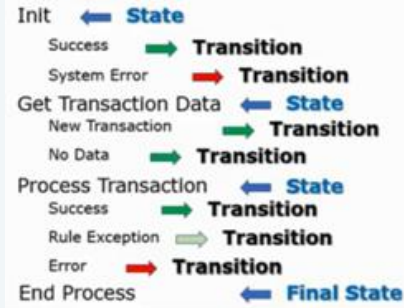 Init State
Success Transition
System Error Transition
Get Transaction Data State
New Transaction Transition
No Data Transition
Process Transaction State
Success Transition
Rule Exception Transition
Error Transition
End Process Final State